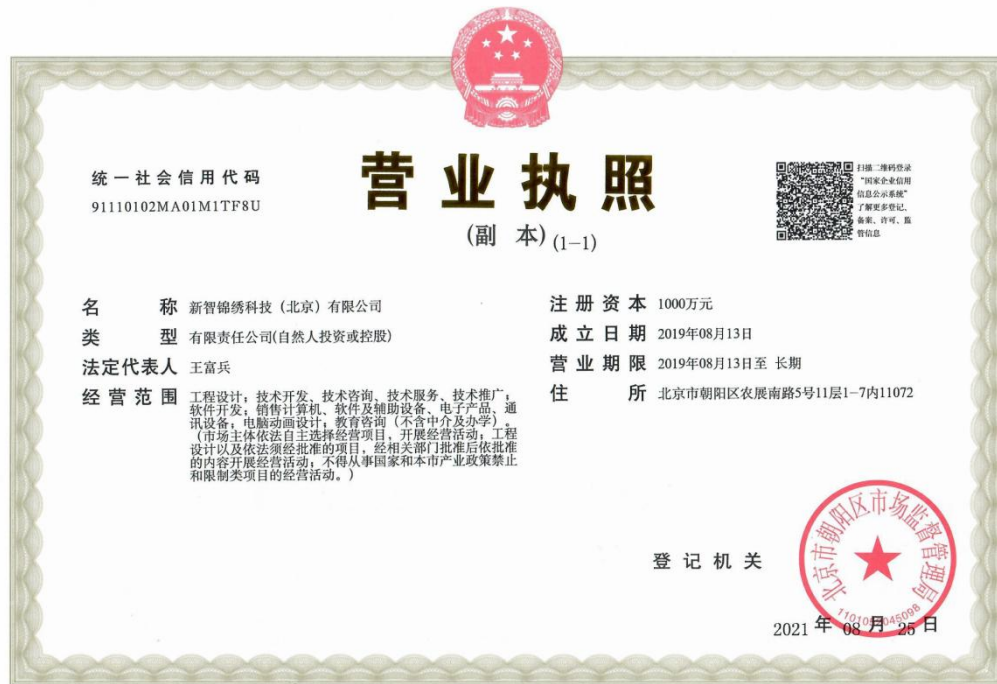 统一社会信用代码
91110102MA01M1TF8U
营业执照
(副 本)(1-1)
扫描二维码登录
“国家企业信用
信息公示系统”
了解更多登记、
备案、许可、监
管信息
名 称 新智锦绣科技（北京）有限公司
类 型 有限责任公司(自然人投资或控股)
法定代表人 王富兵
经营范围 工程设计；技术开发、技术咨询、技术服务、技术推广；
软件开发；销售计算机、软件及辅助设备、电子产品、通
讯设备；电脑动画设计；教育咨询（不含中介及办学）。
（市场主体依法自主选择经营项目，开展经营活动；工程
设计以及依法须经批准的项目，经相关部门批准后依批准
的内容开展经营活动；不得从事国家和本市产业政策禁止
和限制类项目的经营活动。）
注册资本 1000万元
成立日期 2019年08月13日
营业期限 2019年08月13日至 长期
住 所 北京市朝阳区农展南路5号11层1-7内11072
登记机关
北京市朝阳区市场监督管理局
2021 年 08 月 25 日